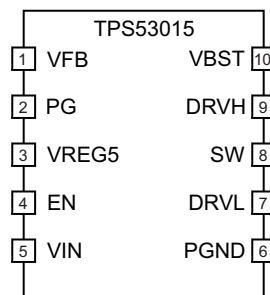 TPS53015
1 VFB VBST 10
2 PG DRVH 9
3 VREG5 SW 8
4 EN DRVL 7
5 VIN PGND 6